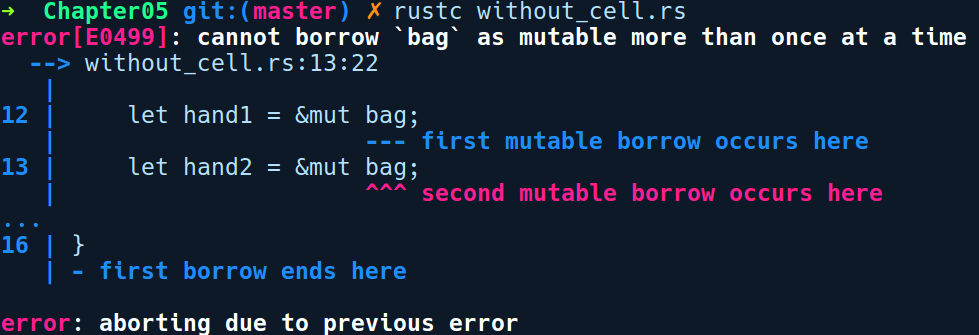 → Chapter05 git:(master) ✗ rustc without_cell.rs
error[E0499]: cannot borrow `bag` as mutable more than once at a time
  --> without_cell.rs:13:22
   |
12 |     let hand1 = &mut bag;
   |                      --- first mutable borrow occurs here
13 |     let hand2 = &mut bag;
   |                      ^^^ second mutable borrow occurs here
...
16 | }
   | - first borrow ends here
error: aborting due to previous error